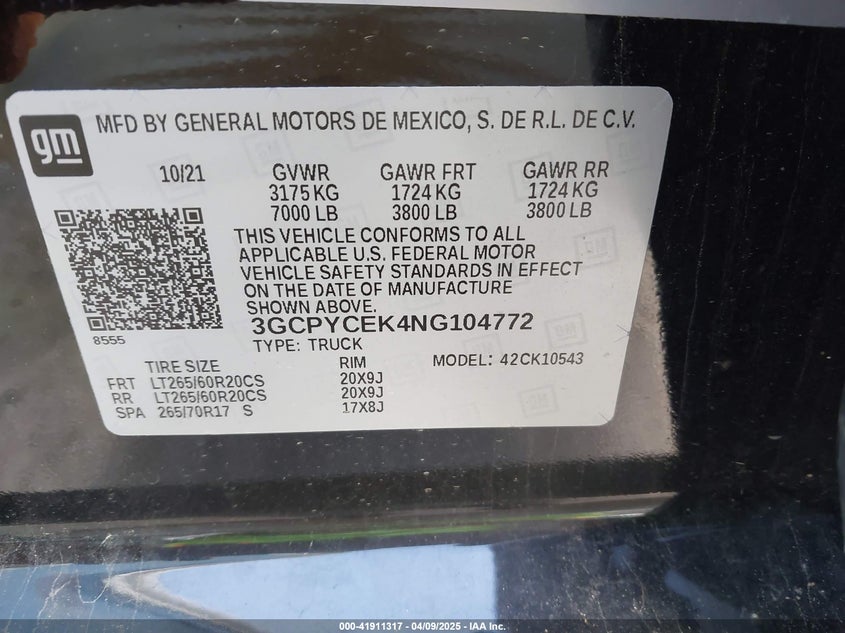 gm MFD BY GENERAL MOTORS DE MEXICO, S. DE R.L. DE C.V.
10/21 GVWR GAWR FRT GAWR RR
3175 KG 1724 KG 1724 KG
7000 LB 3800 LB 3800 LB
THIS VEHICLE CONFORMS TO ALL
APPLICABLE U.S. FEDERAL MOTOR
VEHICLE SAFETY STANDARDS IN EFFECT
ON THE DATE OF MANUFACTURE
SHOWN ABOVE.
3GCPYCEK4NG104772
8555 TYPE: TRUCK
TIRE SIZE RIM MODEL: 42CK10543
FRT LT265/60R20CS 20X9J
RR LT265/60R20CS 20X9J
SPA 265/70R17 S 17X8J
000-41911317 | 04/09/2025 | IAA Inc.